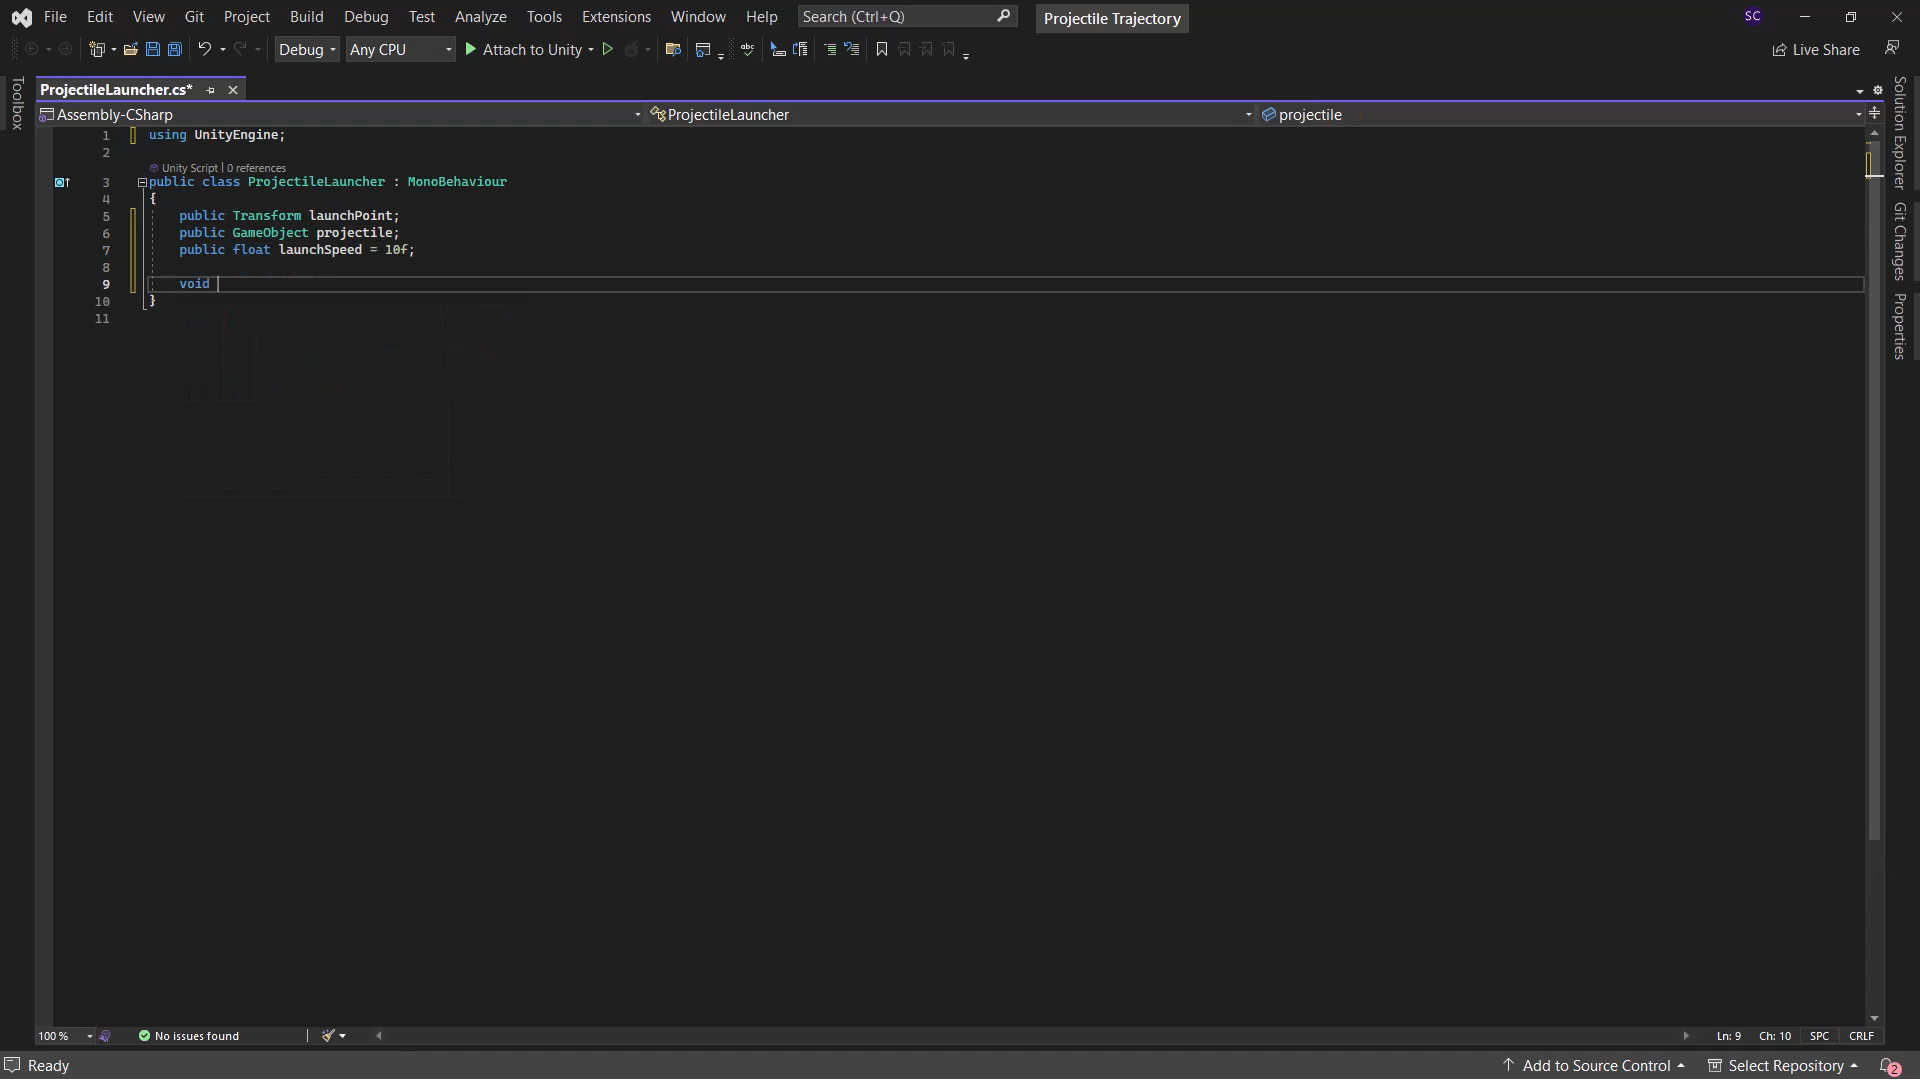 File Edit View Git Project Build Debug Test Analyze Tools Extensions Window Help Search (Ctrl+Q) Projectile Trajectory SC
Debug Any CPU Attach to Unity Live Share
Toolbox
ProjectileLauncher.cs*
Assembly-CSharp ProjectileLauncher projectile
1 using UnityEngine;
2
Unity Script | 0 references
3 public class ProjectileLauncher : MonoBehaviour
4 {
5 public Transform launchPoint;
6 public GameObject projectile;
7 public float launchSpeed = 10f;
8
9 void
10 }
11
Solution Explorer
Git Changes
Properties
100 % No issues found Ln: 9 Ch: 10 SPC CRLF
Ready Add to Source Control Select Repository 2